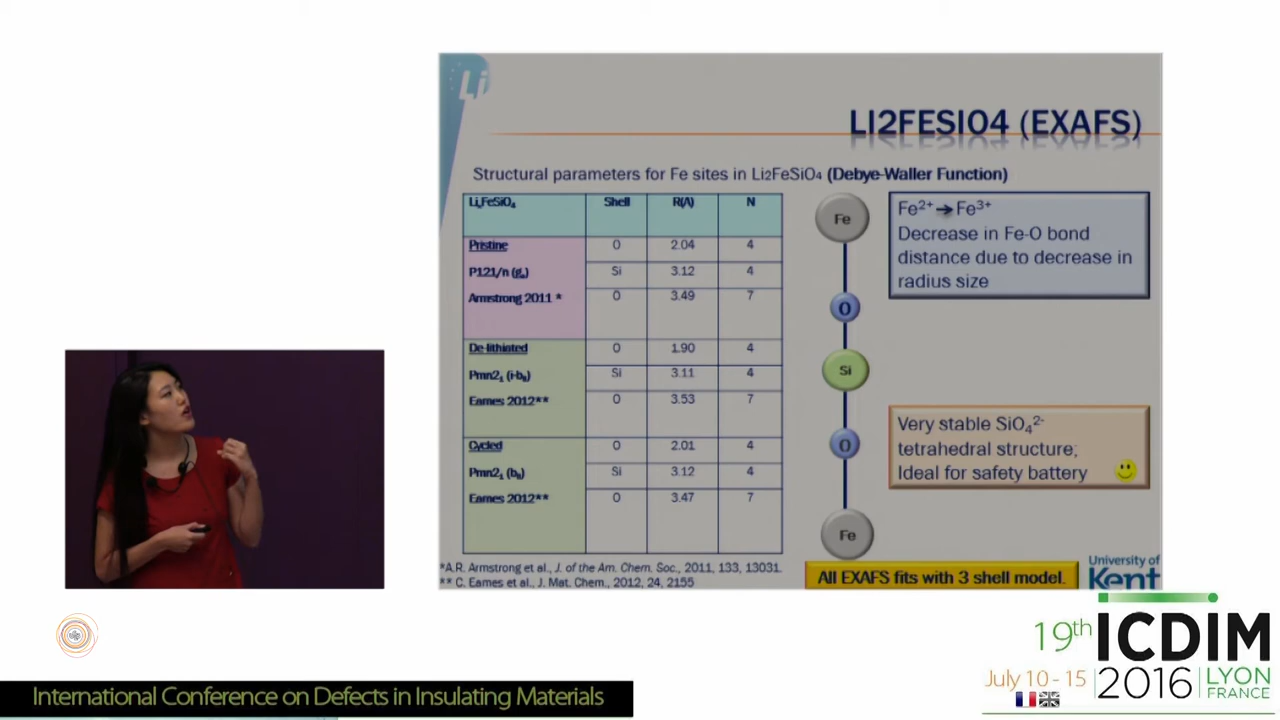 Li
LI2FESIO4 (EXAFS)
Structural parameters for Fe sites in Li2FeSiO4 (Debye-Waller Function)
LiₓFeSiO₄ Shell R(Å) N
Pristine O 2.04 4
P121/n (gₛ) Si 3.12 4
Armstrong 2011 * O 3.49 7
De-lithiated O 1.90 4
Pmn2₁ (i-bᵢᵢ) Si 3.11 4
Eames 2012** O 3.53 7
Cycled O 2.01 4
Pmn2₁ (bᵢᵢ) Si 3.12 4
Eames 2012** O 3.47 7
*A.R. Armstrong et al., J. of the Am. Chem. Soc., 2011, 133, 13031.
** C. Eames et al., J. Mat. Chem., 2012, 24, 2155
Fe
O
Si
O
Fe
Fe²⁺→Fe³⁺
Decrease in Fe-O bond
distance due to decrease in
radius size
Very stable SiO₄²⁻
tetrahedral structure;
Ideal for safety battery
All EXAFS fits with 3 shell model.
University of
Kent
19th ICDIM
July 10 - 15 2016 LYON
FRANCE
International Conference on Defects in Insulating Materials